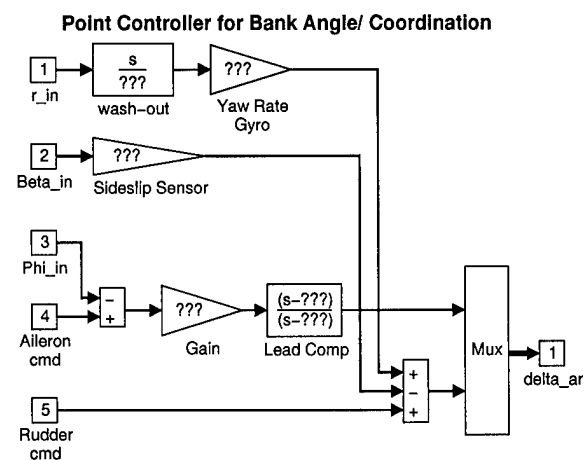 Point Controller for Bank Angle/ Coordination
1
r_in
s
???
wash-out
???
Yaw Rate
Gyro
2
Beta_in
???
Sideslip Sensor
3
Phi_in
4
Aileron
cmd
-
+
???
Gain
(s-???)
(s-???)
Lead Comp
Mux
1
delta_ar
+
-
+
5
Rudder
cmd